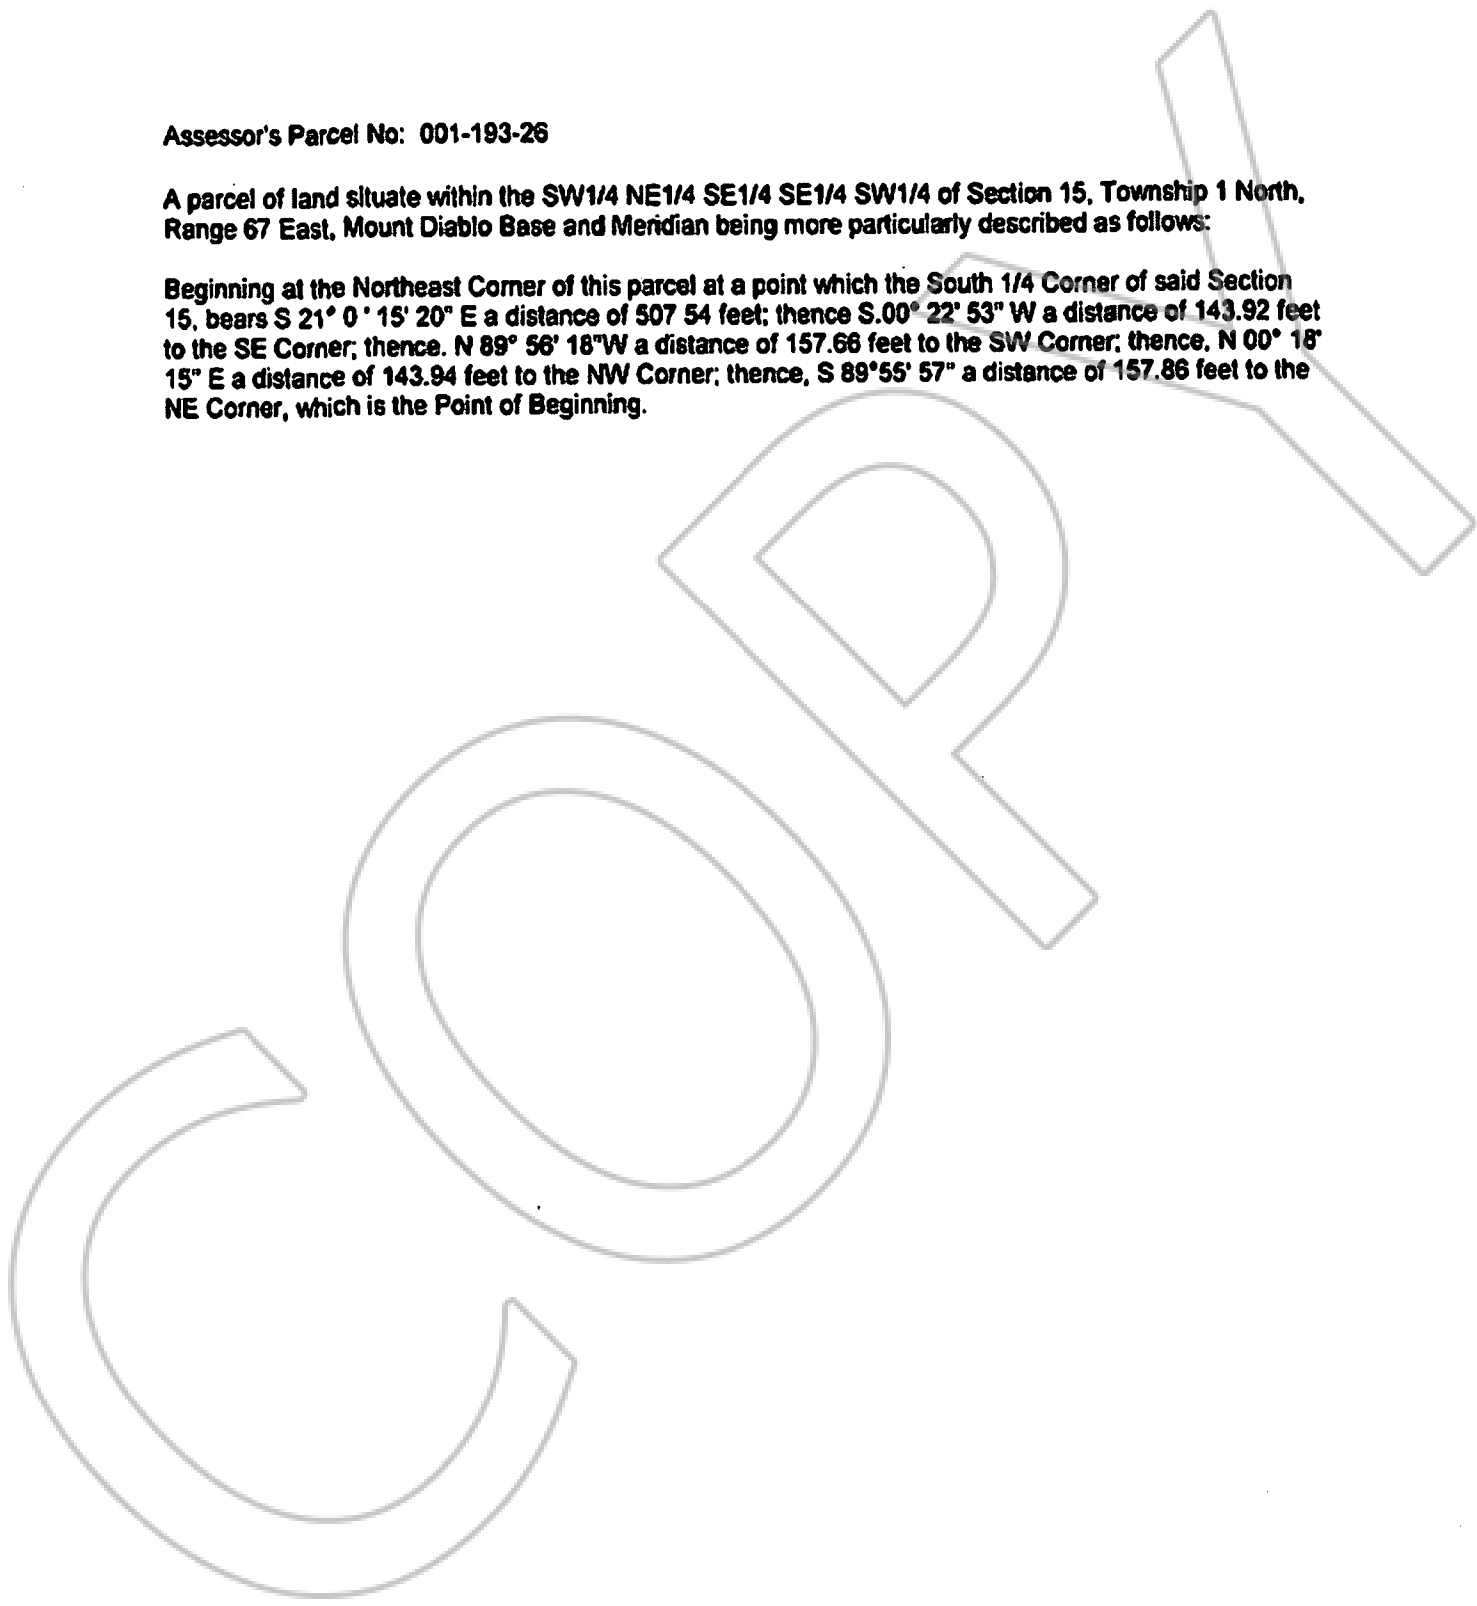 Assessor's Parcel No: 001-193-26
A parcel of land situate within the SW1/4 NE1/4 SE1/4 SE1/4 SW1/4 of Section 15, Township 1 North,
Range 67 East, Mount Diablo Base and Meridian being more particularly described as follows:
Beginning at the Northeast Corner of this parcel at a point which the South 1/4 Corner of said Section
15, bears S 21° 0 ' 15' 20" E a distance of 507 54 feet; thence S.00° 22' 53" W a distance of 143.92 feet
to the SE Corner; thence. N 89° 56' 18"W a distance of 157.66 feet to the SW Corner; thence, N 00° 18'
15" E a distance of 143.94 feet to the NW Corner; thence, S 89°55' 57" a distance of 157.86 feet to the
NE Corner, which is the Point of Beginning.
COPY